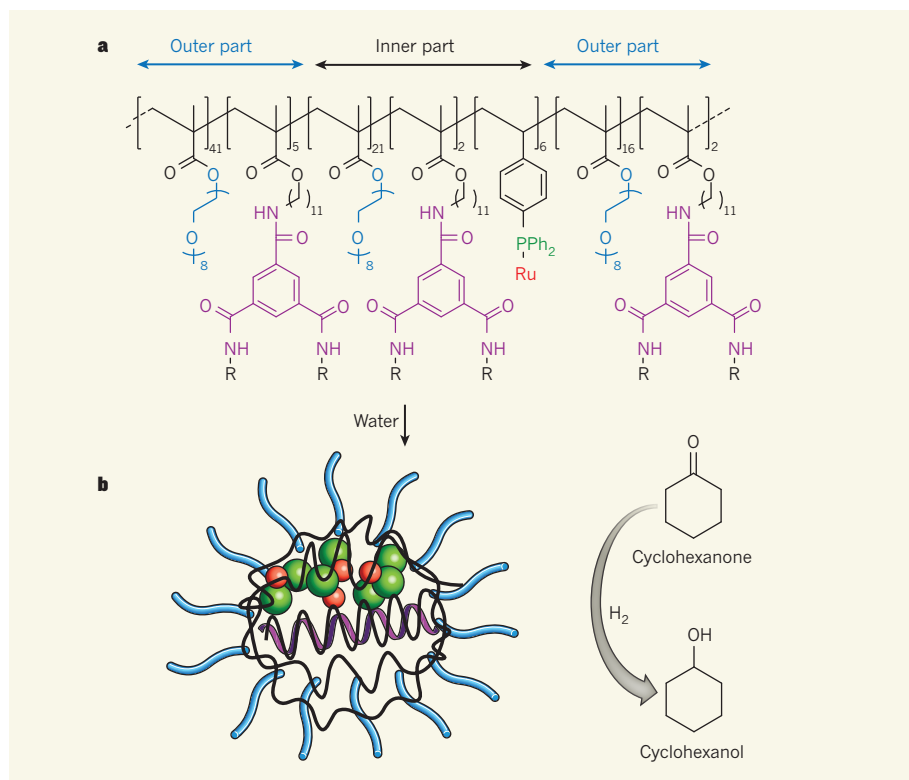 a
Outer part Inner part Outer part
41 5 21 2 6 16 2
O O O O O O O O O O O O
11 11 11
HN HN HN
O O O O O O
PPh2
8 8 8
Ru
O O O O O O
NH NH NH NH NH NH
R R R R R R
Water
b
O
Cyclohexanone
H2
OH
Cyclohexanol